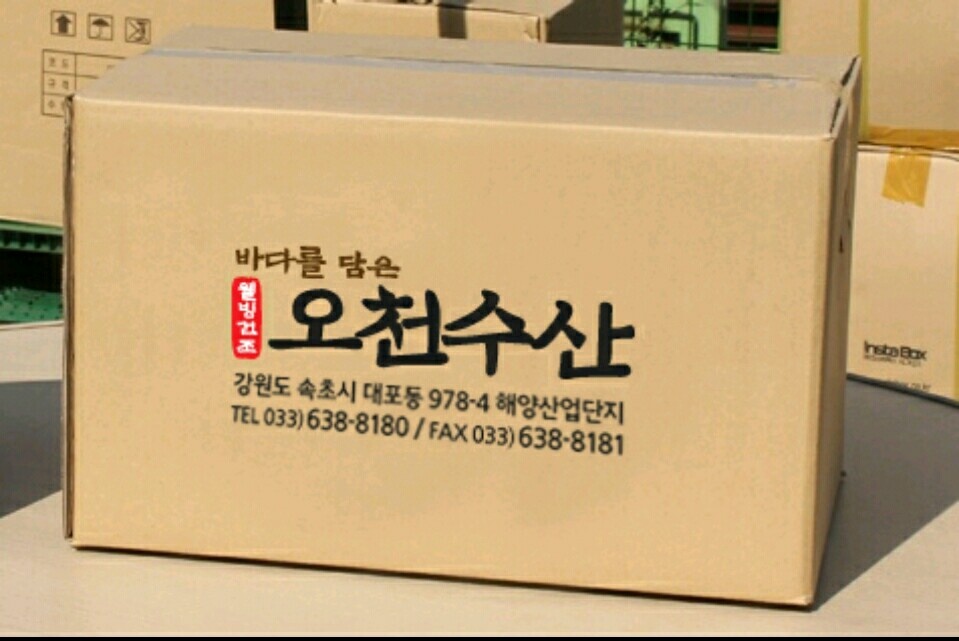 바다를 담은
웰빙건조
오천수산
강원도 속초시 대포동 978-4 해양산업단지
TEL 033) 638-8180 / FAX 033) 638-8181
Insta Box